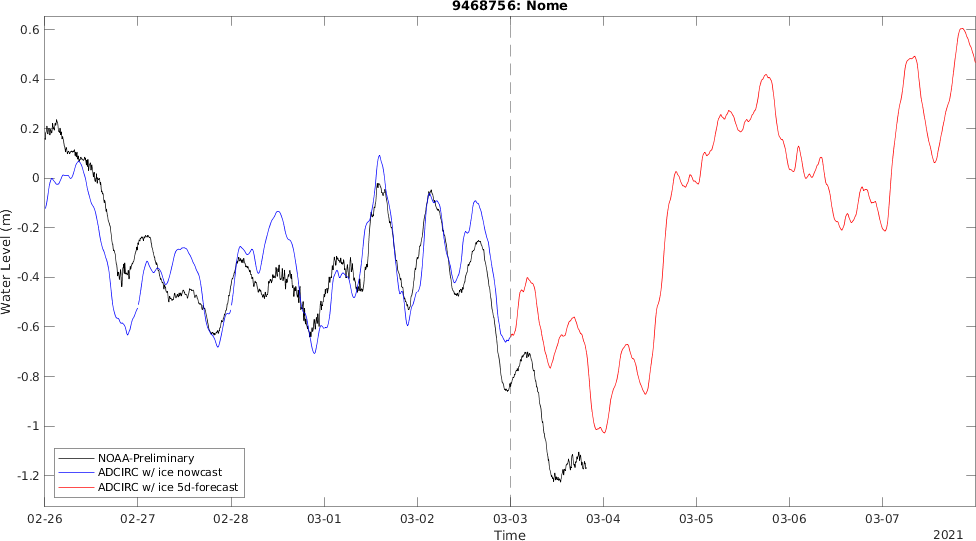 9468756: Nome
0.6
0.4
0.2
0
-0.2
-0.4
-0.6
-0.8
-1
-1.2
Water Level (m)
NOAA-Preliminary
ADCIRC w/ ice nowcast
ADCIRC w/ ice 5d-forecast
02-26 02-27 02-28 03-01 03-02 03-03 03-04 03-05 03-06 03-07
Time
2021